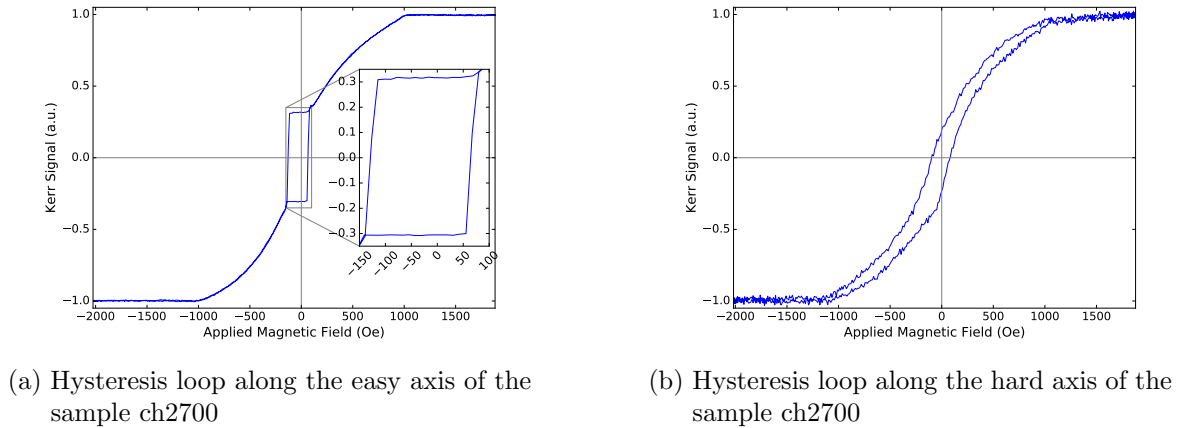 1.0
0.5
0.0
−0.5
−1.0
Kerr Signal (a.u.)
−2000 −1500 −1000 −500 0 500 1000 1500
Applied Magnetic Field (Oe)
0.3
0.2
0.1
0.0
−0.1
−0.2
−0.3
−150 −100 −50 0 50 100
(a) Hysteresis loop along the easy axis of the
sample ch2700
1.0
0.5
0.0
−0.5
−1.0
Kerr Signal (a.u.)
−2000 −1500 −1000 −500 0 500 1000 1500
Applied Magnetic Field (Oe)
(b) Hysteresis loop along the hard axis of the
sample ch2700